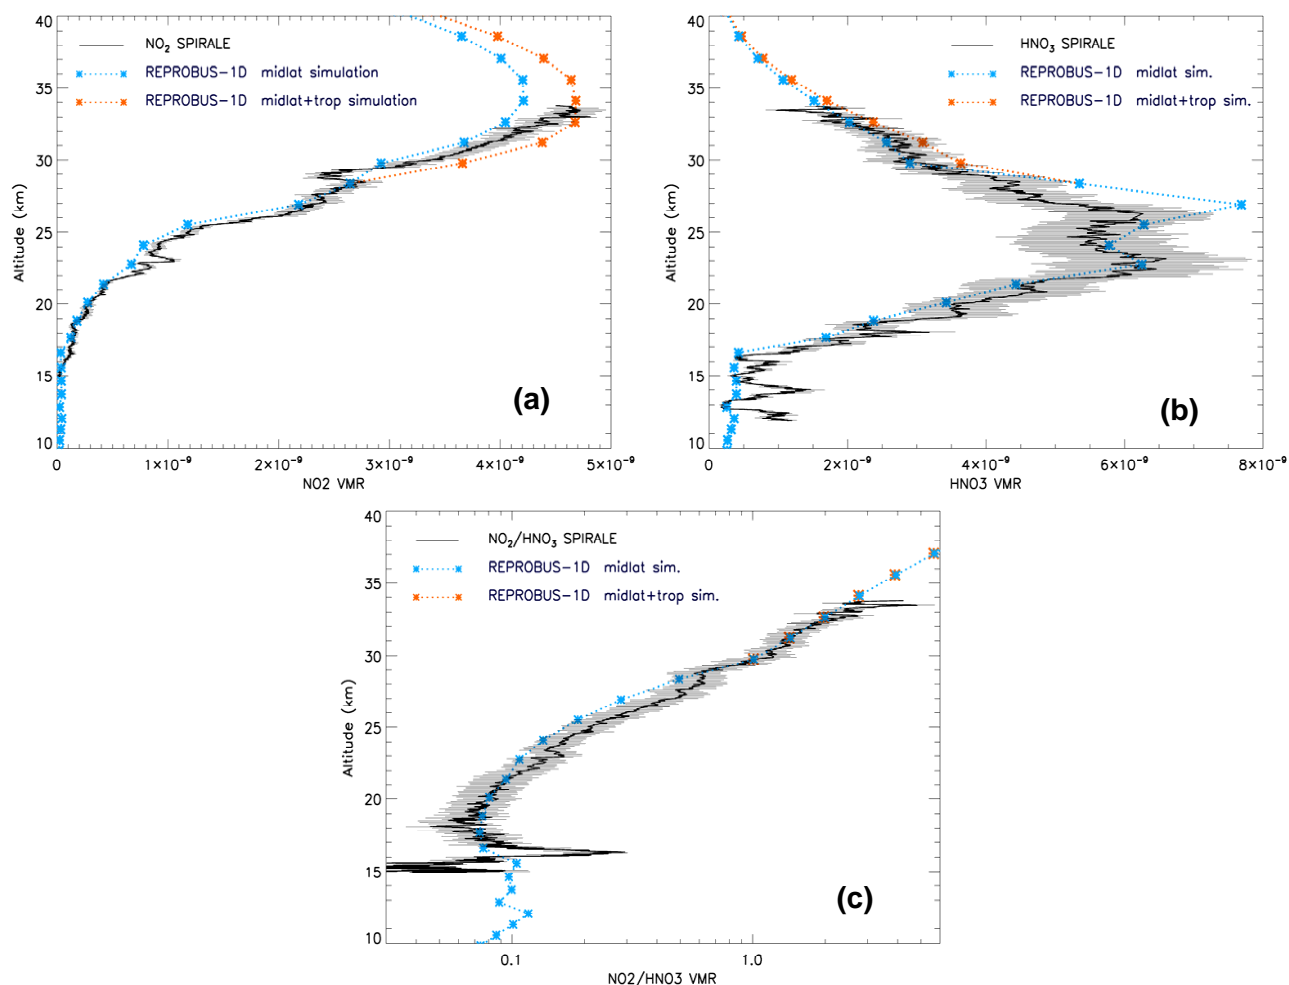 40
NO₂ SPIRALE
REPROBUS-1D midlat simulation
REPROBUS-1D midlat+trop simulation
35
30
25
20
15
10
Altitude (km)
(a)
0
1×10⁻⁹
2×10⁻⁹
3×10⁻⁹
4×10⁻⁹
5×10⁻⁹
NO2 VMR
40
HNO₃ SPIRALE
REPROBUS-1D midlat sim.
REPROBUS-1D midlat+trop sim.
35
30
25
20
15
10
Altitude (km)
(b)
0
2×10⁻⁹
4×10⁻⁹
6×10⁻⁹
8×10⁻⁹
HNO3 VMR
40
NO₂/HNO₃ SPIRALE
REPROBUS-1D midlat sim.
REPROBUS-1D midlat+trop sim.
35
30
25
20
15
10
Altitude (km)
(c)
0.1
1.0
NO2/HNO3 VMR